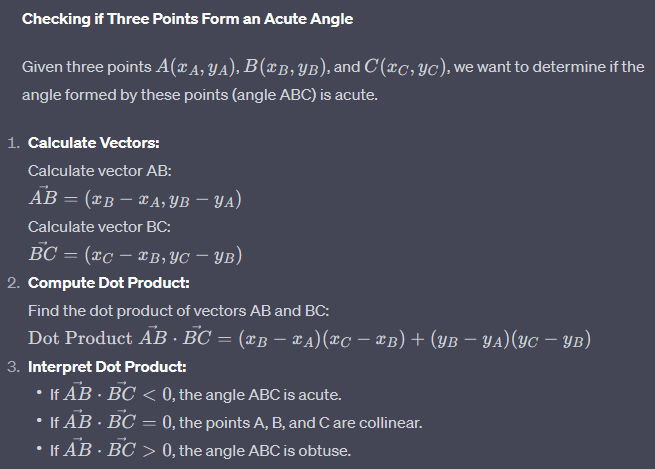 Checking if Three Points Form an Acute Angle
Given three points A(x_A, y_A), B(x_B, y_B), and C(x_C, y_C), we want to determine if the
angle formed by these points (angle ABC) is acute.
1. Calculate Vectors:
Calculate vector AB:
\vec{AB} = (x_B − x_A, y_B − y_A)
Calculate vector BC:
\vec{BC} = (x_C − x_B, y_C − y_B)
2. Compute Dot Product:
Find the dot product of vectors AB and BC:
Dot Product \vec{AB} · \vec{BC} = (x_B − x_A)(x_C − x_B) + (y_B − y_A)(y_C − y_B)
3. Interpret Dot Product:
• If \vec{AB} · \vec{BC} < 0, the angle ABC is acute.
• If \vec{AB} · \vec{BC} = 0, the points A, B, and C are collinear.
• If \vec{AB} · \vec{BC} > 0, the angle ABC is obtuse.